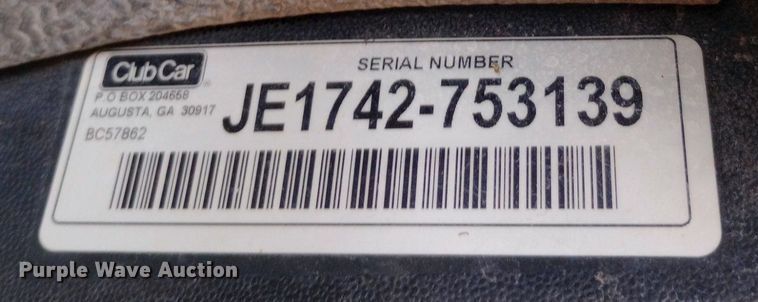 Club Car
SERIAL NUMBER
P.O BOX 204658
AUGUSTA, GA 30917
JE1742-753139
BC57862
Purple Wave Auction